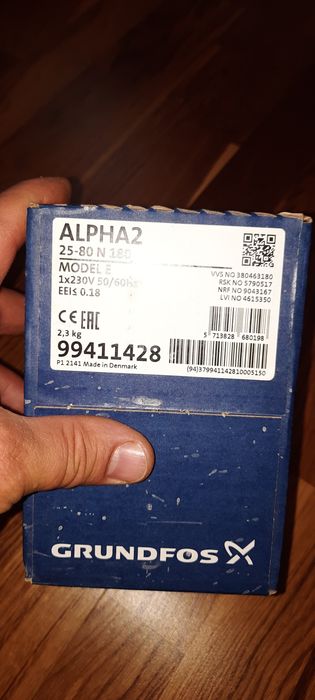 ALPHA2
25-80 N 180
MODEL E
1x230V 50/60Hz
EEI≤ 0.18
VVS NO 380463180
RSK NO 5790517
NRF NO 9043167
LVI NO 4615350
CE EAC
2,3 kg
5 713828 680198
99411428
P1 2141 Made in Denmark
(94)379941142810005150
GRUNDFOS